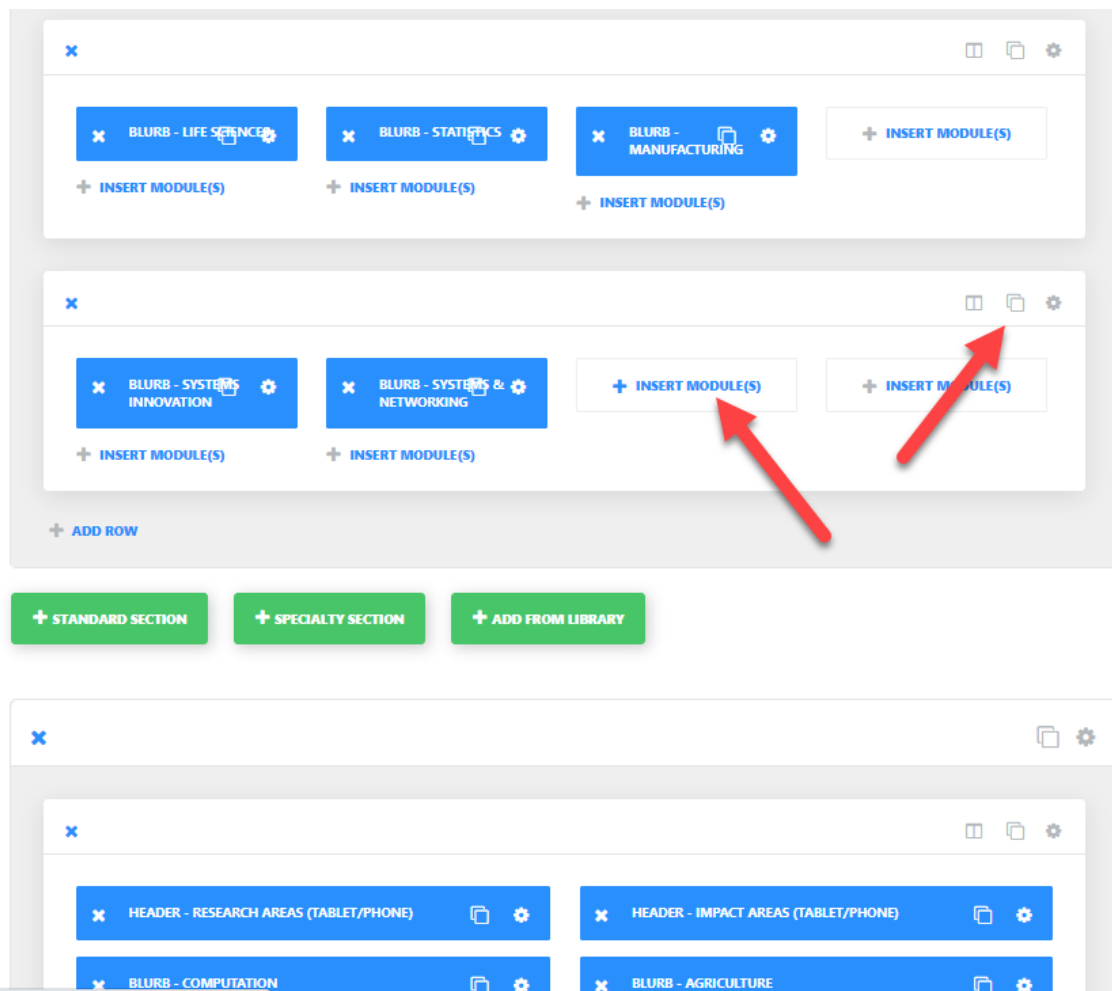 BLURB - LIFE SCIENCES
BLURB - STATISTICS
BLURB -
MANUFACTURING
INSERT MODULE(S)
INSERT MODULE(S)
INSERT MODULE(S)
INSERT MODULE(S)
BLURB - SYSTEMS
INNOVATION
BLURB - SYSTEMS &
NETWORKING
INSERT MODULE(S)
INSERT MODULE(S)
INSERT MODULE(S)
INSERT MODULE(S)
ADD ROW
STANDARD SECTION
SPECIALTY SECTION
ADD FROM LIBRARY
HEADER - RESEARCH AREAS (TABLET/PHONE)
HEADER - IMPACT AREAS (TABLET/PHONE)
BLURB - COMPUTATION
BLURB - AGRICULTURE